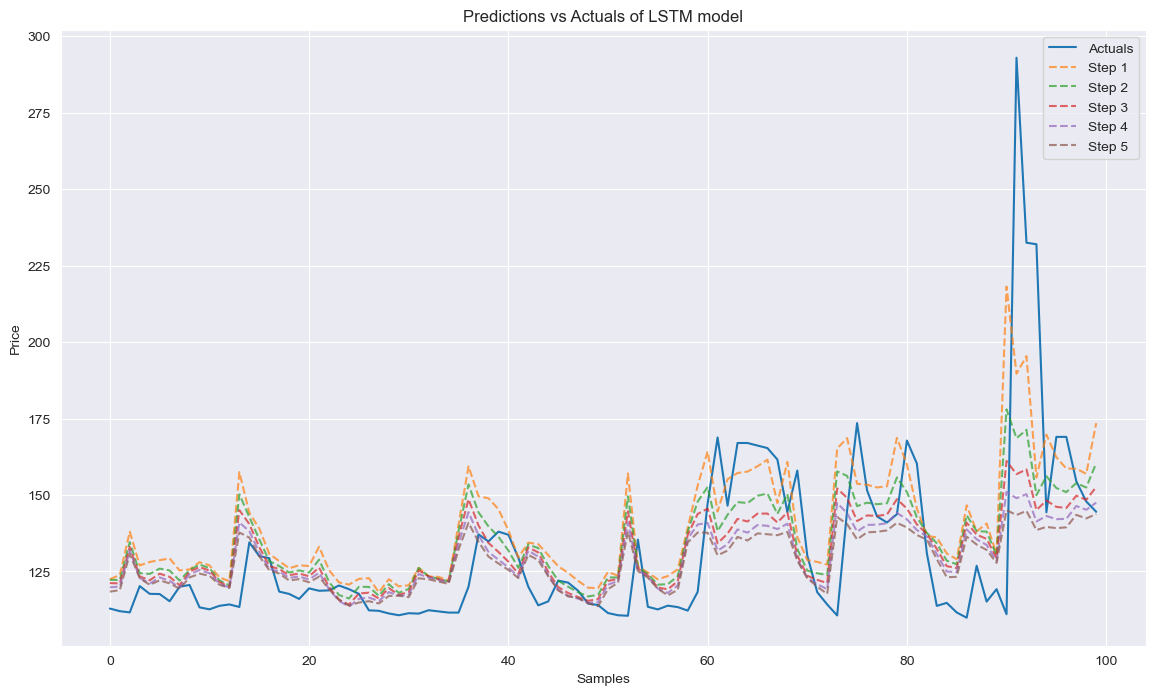 Predictions vs Actuals of LSTM model
300
275
250
225
200
175
150
125
Price
0
20
40
60
80
100
Samples
Actuals
Step 1
Step 2
Step 3
Step 4
Step 5